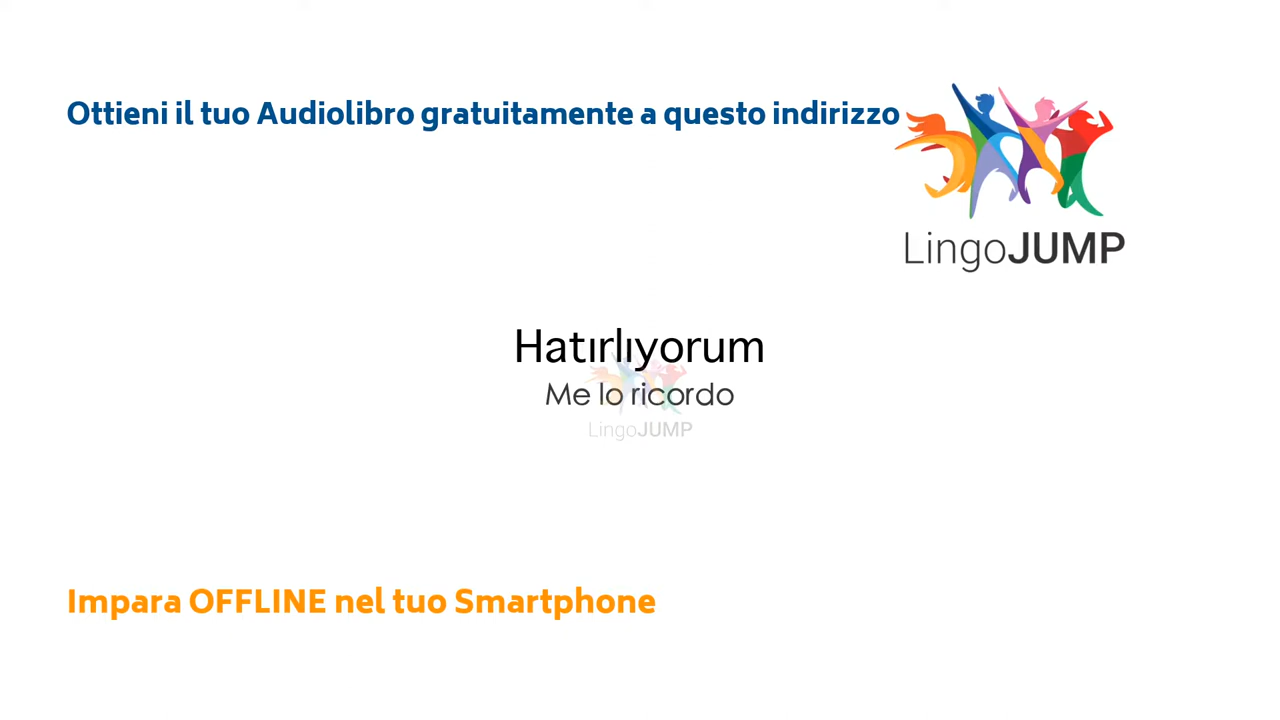 Ottieni il tuo Audiolibro gratuitamente a questo indirizzo
LingoJUMP
Hatırlıyorum
Me lo ricordo
LingoJUMP
Impara OFFLINE nel tuo Smartphone